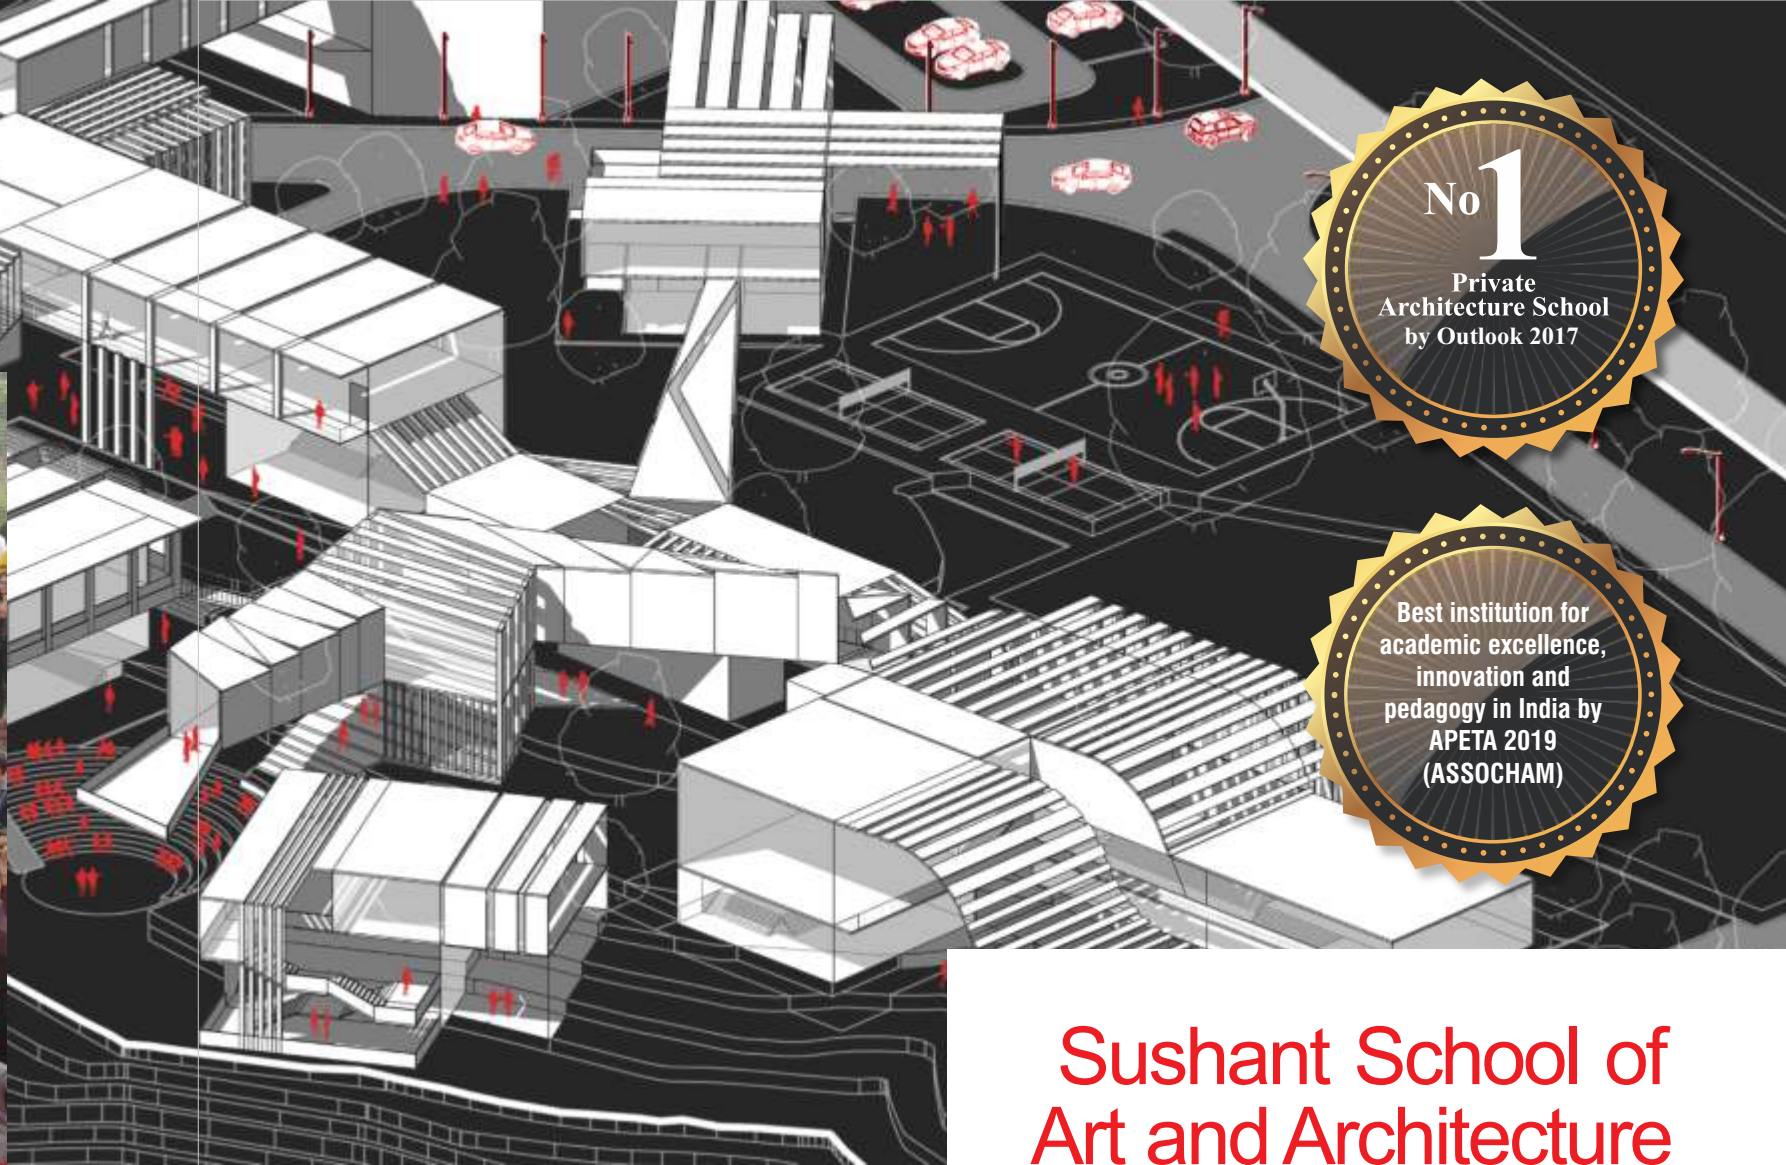 No 1
Private
Architecture School
by Outlook 2017
Best institution for
academic excellence,
innovation and
pedagogy in India by
APETA 2019
(ASSOCHAM)
Sushant School of
Art and Architecture